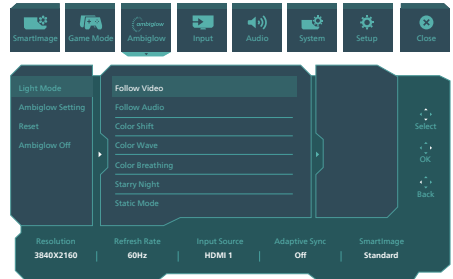 ambiglow
SmartImage Game Mode Ambiglow Input Audio System Setup Close
Light Mode Follow Video
Ambiglow Setting Follow Audio
Reset Color Shift Select
Ambiglow Off Color Wave
Color Breathing OK
Starry Night Back
Static Mode
Resolution Refresh Rate Input Source Adaptive Sync SmartImage
3840X2160 | 60Hz | HDMI 1 | Off | Standard